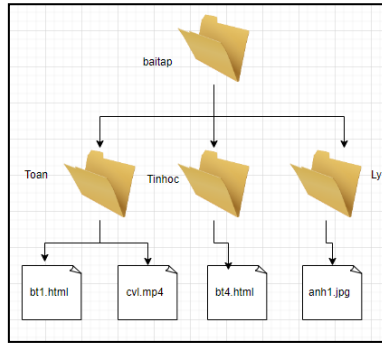 baitap
Toan
Tinhoc
Ly
bt1.html
cvl.mp4
bt4.html
anh1.jpg